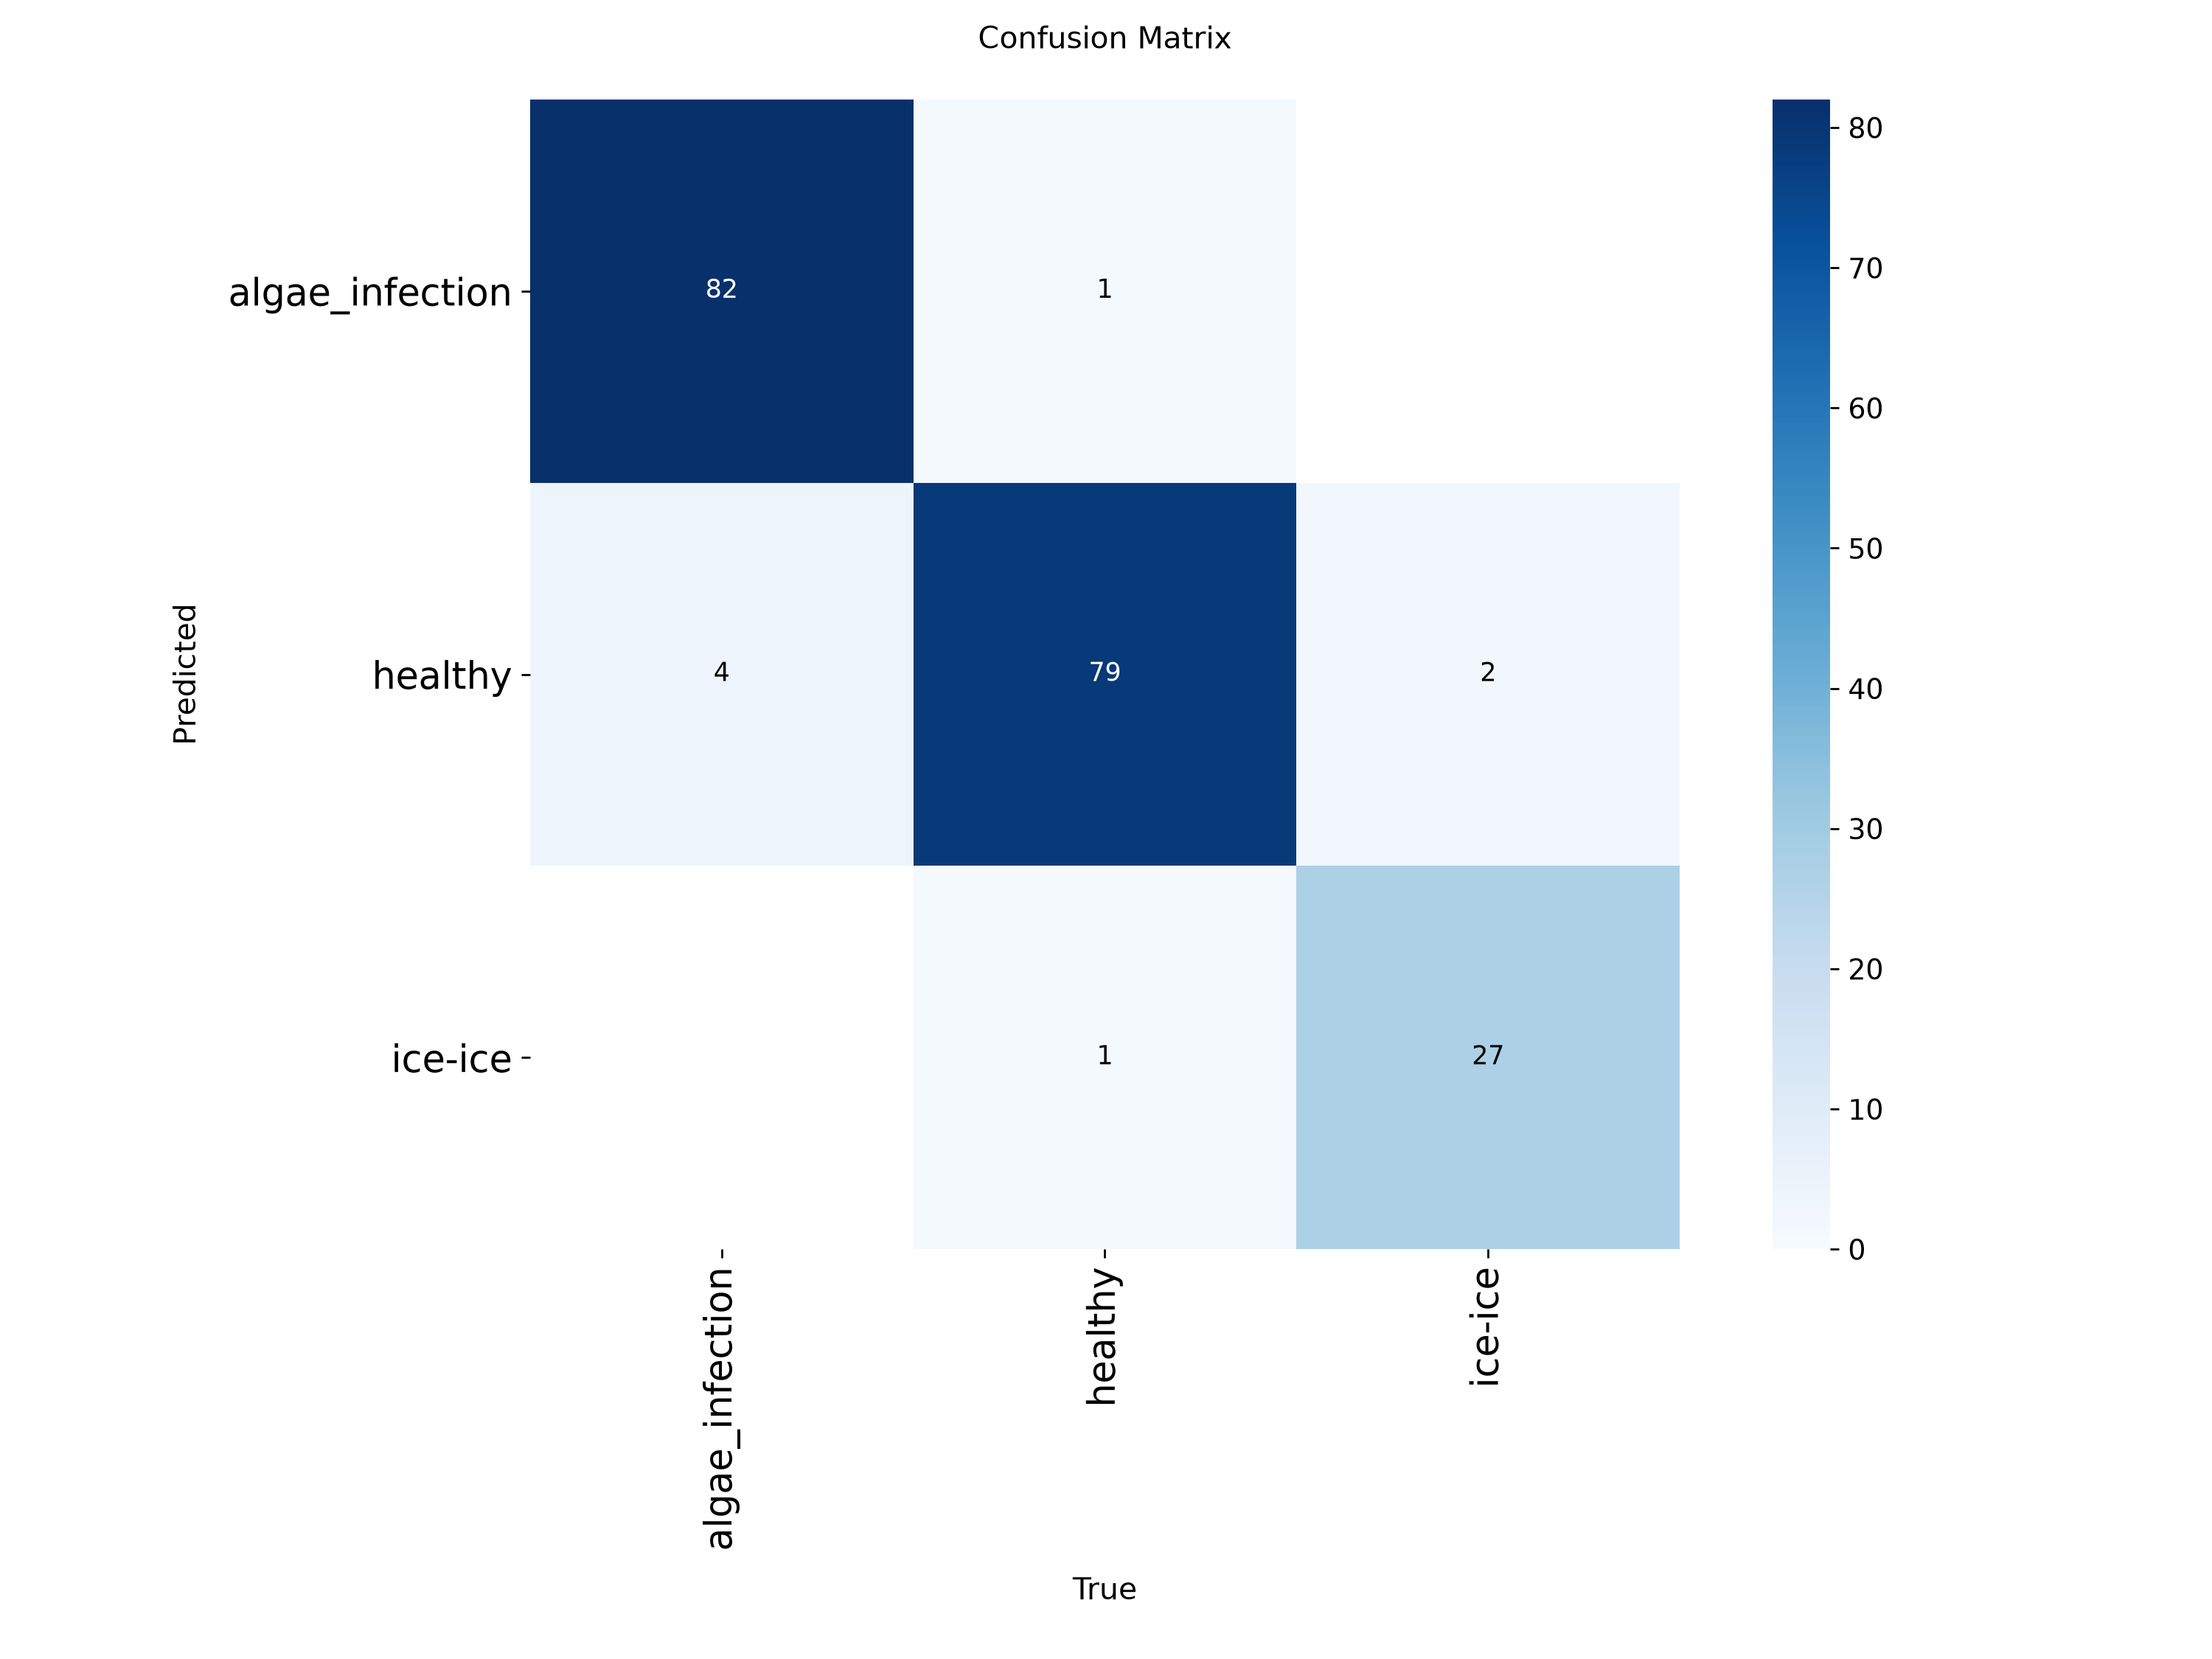 Confusion Matrix
algae_infection
82
1
healthy
4
79
2
ice-ice
1
27
Predicted
algae_infection
healthy
ice-ice
True
80
70
60
50
40
30
20
10
0